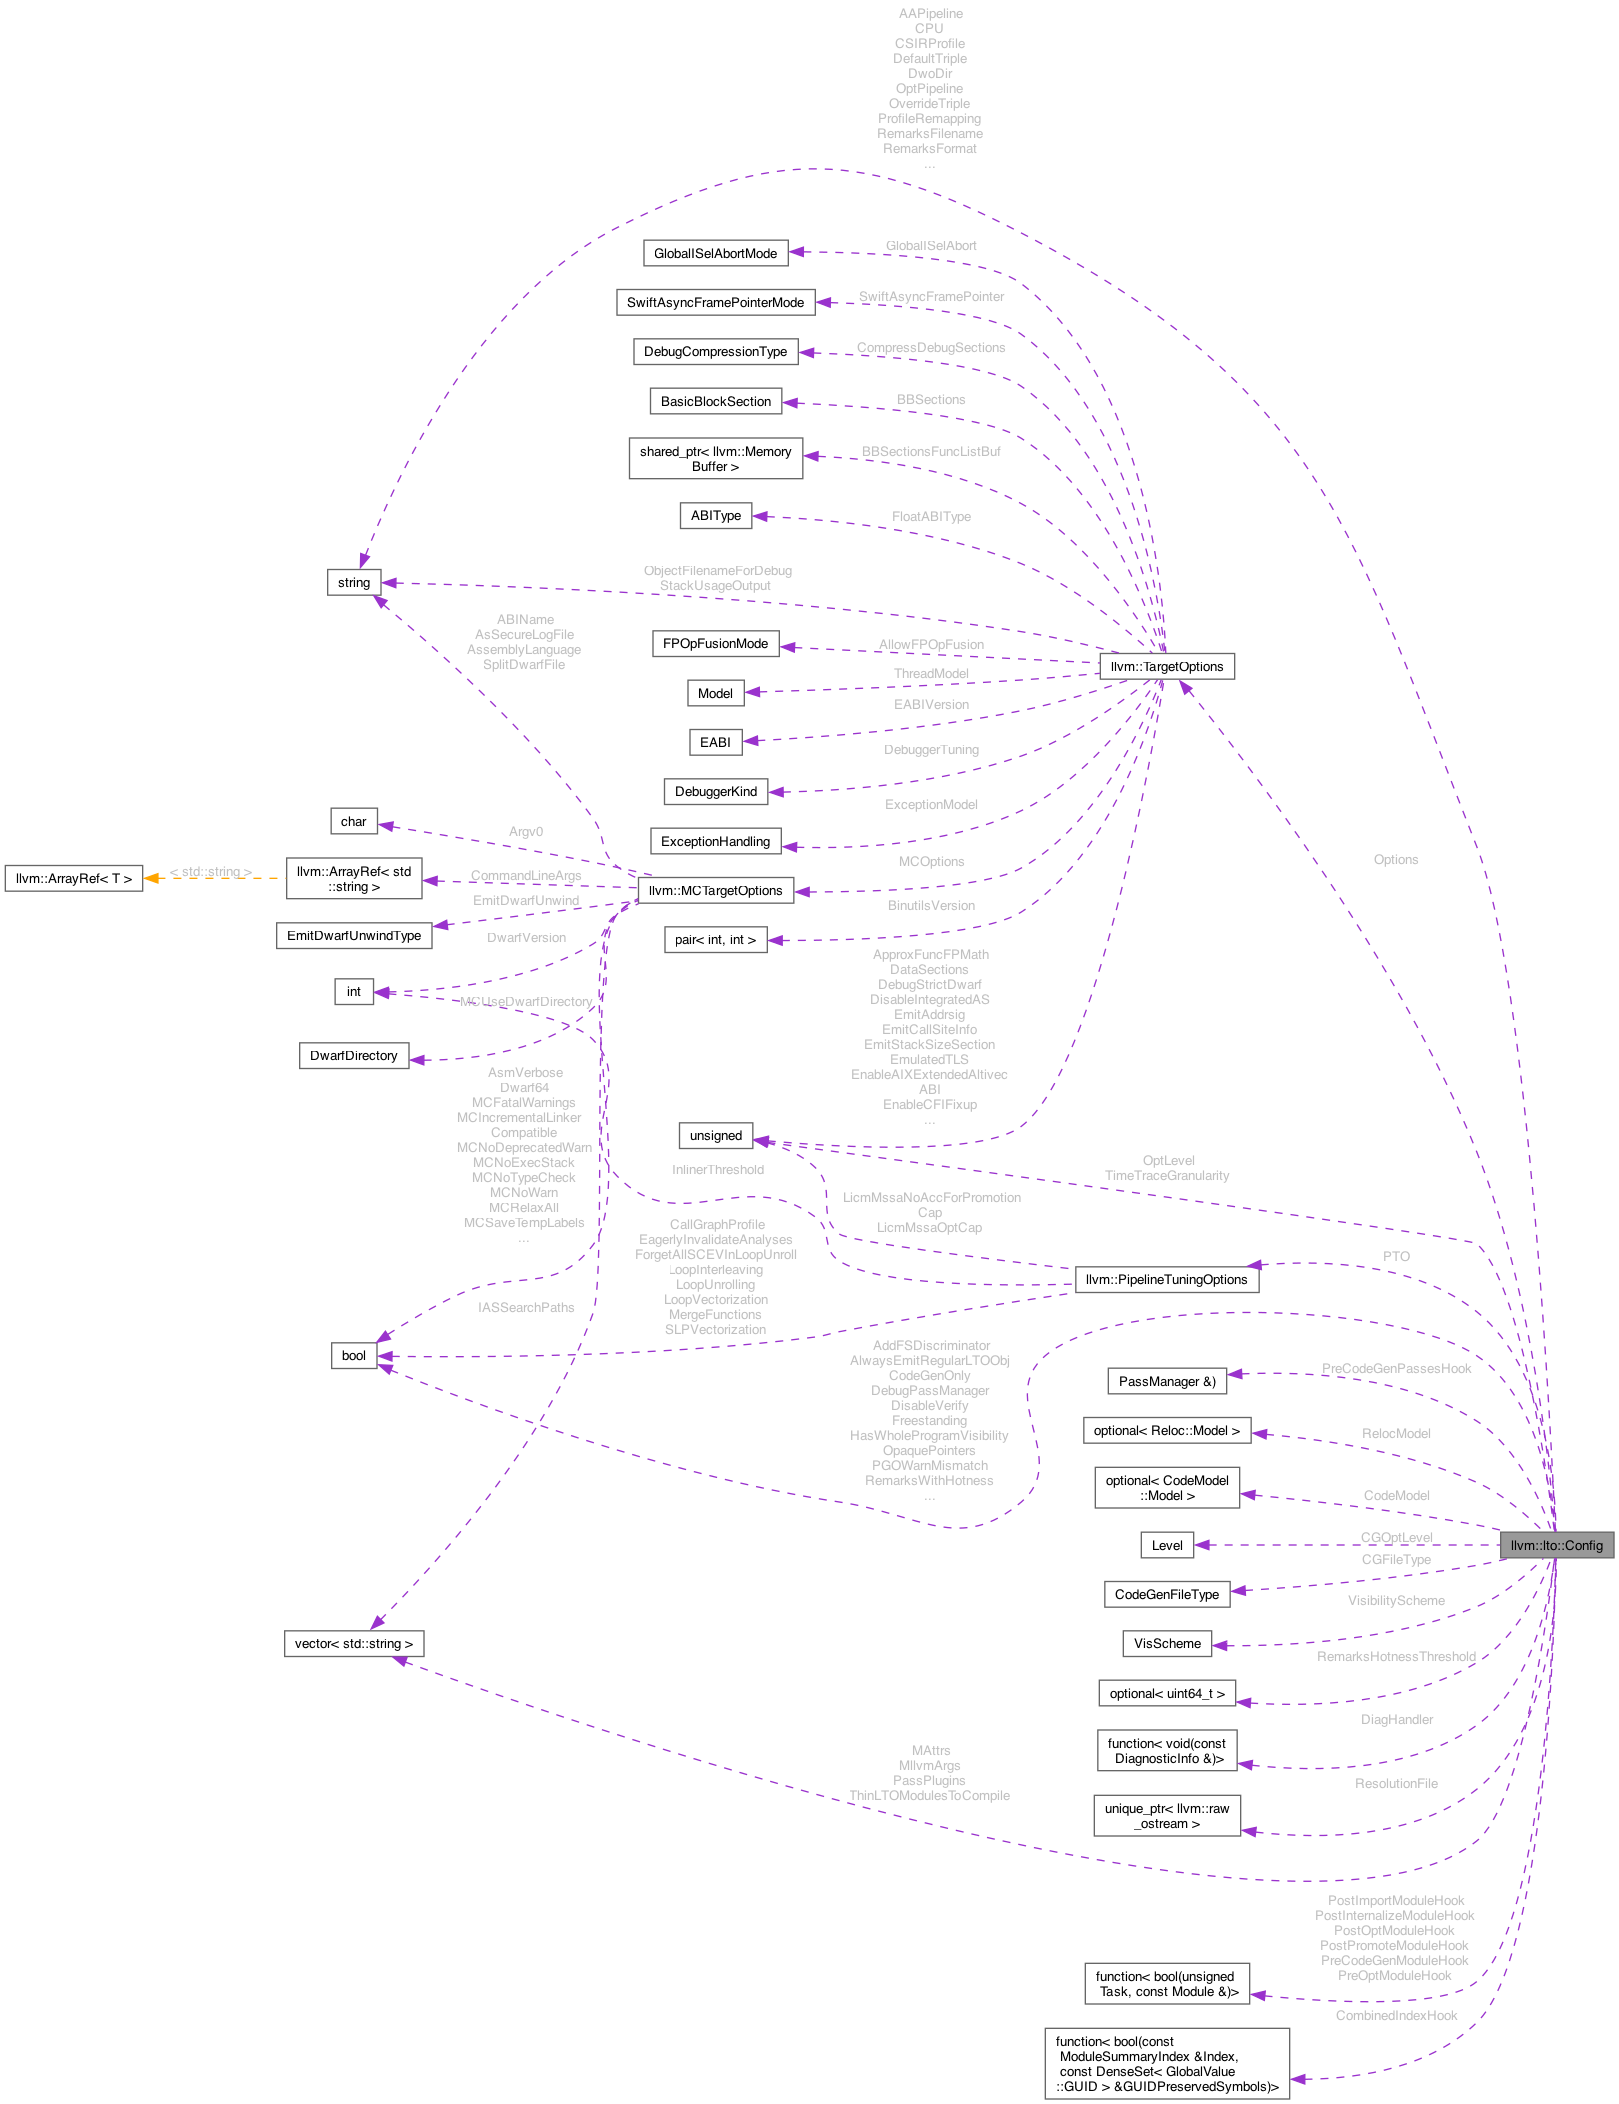 AAPipeline
CPU
CSIRProfile
DefaultTriple
DwoDir
OptPipeline
OverrideTriple
ProfileRemapping
RemarksFilename
RemarksFormat
...
GlobalISelAbortMode
GlobalISelAbort
SwiftAsyncFramePointerMode
SwiftAsyncFramePointer
DebugCompressionType
CompressDebugSections
BasicBlockSection
BBSections
shared_ptr< llvm::Memory
Buffer >
BBSectionsFuncListBuf
ABIType
FloatABIType
string
ObjectFilenameForDebug
StackUsageOutput
ABIName
AsSecureLogFile
AssemblyLanguage
SplitDwarfFile
FPOpFusionMode
AllowFPOpFusion
llvm::TargetOptions
Model
ThreadModel
EABI
EABIVersion
DebuggerKind
DebuggerTuning
char
Argv0
ExceptionHandling
ExceptionModel
Options
llvm::ArrayRef< T >
< std::string >
llvm::ArrayRef< std
::string >
CommandLineArgs
llvm::MCTargetOptions
MCOptions
EmitDwarfUnwindType
EmitDwarfUnwind
pair< int, int >
BinutilsVersion
DwarfVersion
int
MCUseDwarfDirectory
DwarfDirectory
ApproxFuncFPMath
DataSections
DebugStrictDwarf
DisableIntegratedAS
EmitAddrsig
EmitCallSiteInfo
EmitStackSizeSection
EmulatedTLS
EnableAIXExtendedAltivec
ABI
EnableCFIFixup
...
AsmVerbose
Dwarf64
MCFatalWarnings
MCIncrementalLinker
Compatible
MCNoDeprecatedWarn
MCNoExecStack
MCNoTypeCheck
MCNoWarn
MCRelaxAll
MCSaveTempLabels
...
unsigned
InlinerThreshold
OptLevel
TimeTraceGranularity
LicmMssaNoAccForPromotion
Cap
LicmMssaOptCap
CallGraphProfile
EagerlyInvalidateAnalyses
ForgetAllSCEVInLoopUnroll
LoopInterleaving
LoopUnrolling
LoopVectorization
MergeFunctions
SLPVectorization
llvm::PipelineTuningOptions
PTO
IASSearchPaths
bool
AddFSDiscriminator
AlwaysEmitRegularLTOObj
CodeGenOnly
DebugPassManager
DisableVerify
Freestanding
HasWholeProgramVisibility
OpaquePointers
PGOWarnMismatch
RemarksWithHotness
...
PassManager &)
PreCodeGenPassesHook
optional< Reloc::Model >
RelocModel
optional< CodeModel
::Model >
CodeModel
Level
CGOptLevel
llvm::lto::Config
CodeGenFileType
CGFileType
VisScheme
VisibilityScheme
vector< std::string >
optional< uint64_t >
RemarksHotnessThreshold
function< void(const
DiagnosticInfo &)>
DiagHandler
MAttrs
MllvmArgs
PassPlugins
ThinLTOModulesToCompile
unique_ptr< llvm::raw
_ostream >
ResolutionFile
PostImportModuleHook
PostInternalizeModuleHook
PostOptModuleHook
PostPromoteModuleHook
PreCodeGenModuleHook
PreOptModuleHook
function< bool(unsigned
Task, const Module &)>
CombinedIndexHook
function< bool(const
ModuleSummaryIndex &Index,
const DenseSet< GlobalValue
::GUID > &GUIDPreservedSymbols)>